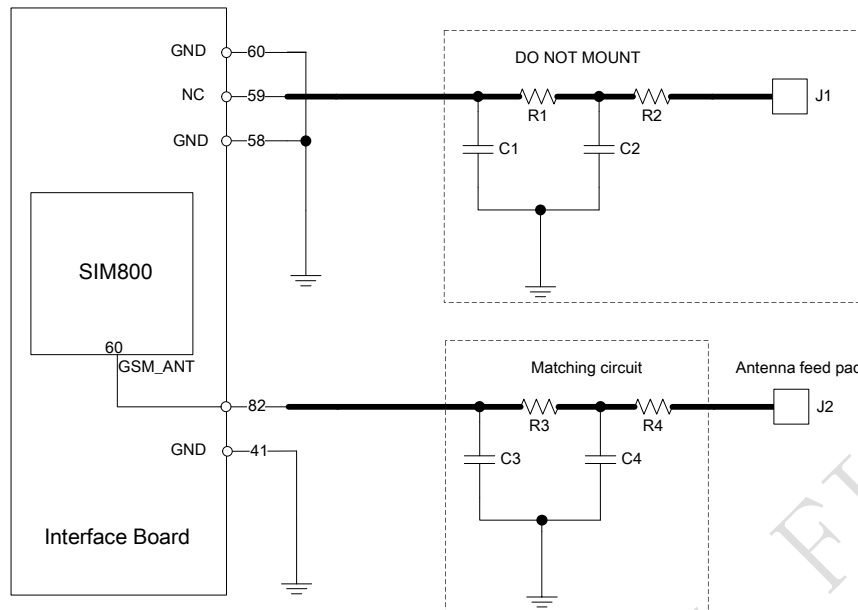 GND
60
DO NOT MOUNT
NC
59
J1
R1
R2
GND
58
C1
C2
SIM800
60
GSM_ANT
Matching circuit
Antenna feed pad
82
J2
R3
R4
GND
41
C3
C4
Interface Board